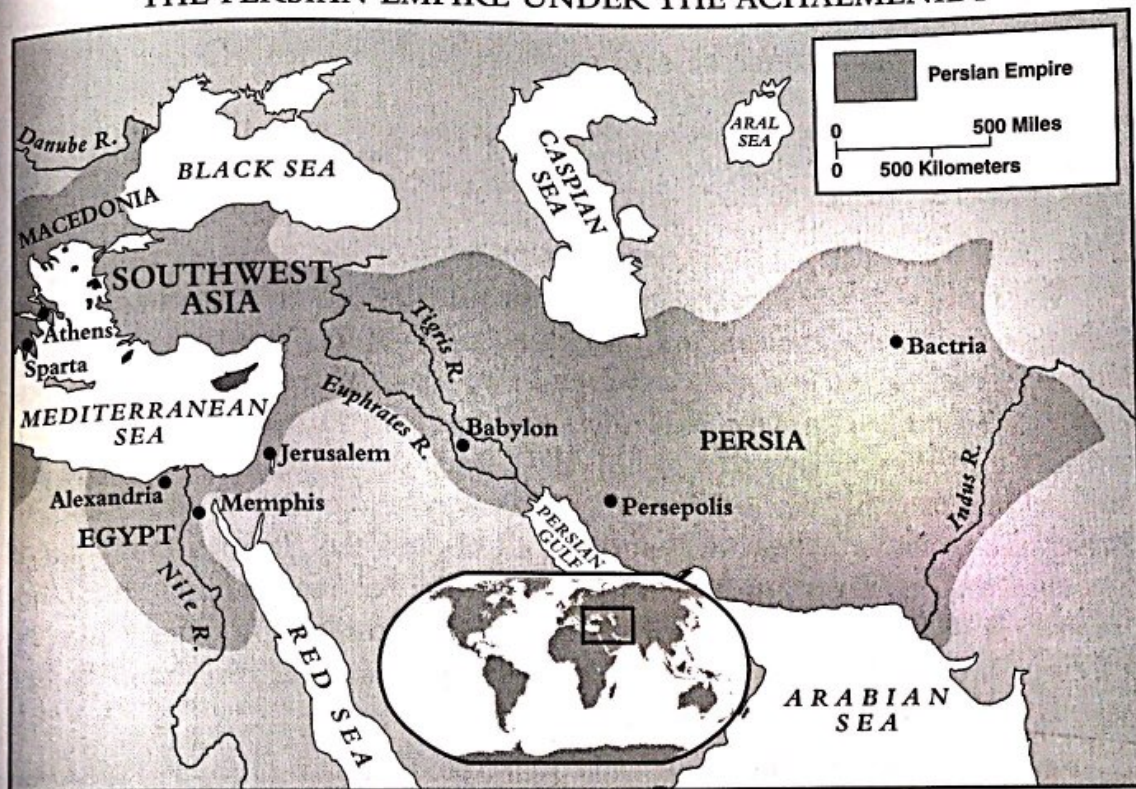 THE PERSIAN EMPIRE UNDER THE ACHAEMENIDS
Persian Empire
0 500 Miles
0 500 Kilometers
Danube R.
BLACK SEA
CASPIAN
SEA
ARAL
SEA
MACEDONIA
SOUTHWEST
ASIA
Athens
Sparta
Tigris R.
Bactria
Euphrates R.
MEDITERRANEAN
SEA
Babylon
PERSIA
Jerusalem
Indus R.
Alexandria
Memphis
Persepolis
EGYPT
PERSIAN
GULF
Nile R.
RED SEA
ARABIAN
SEA